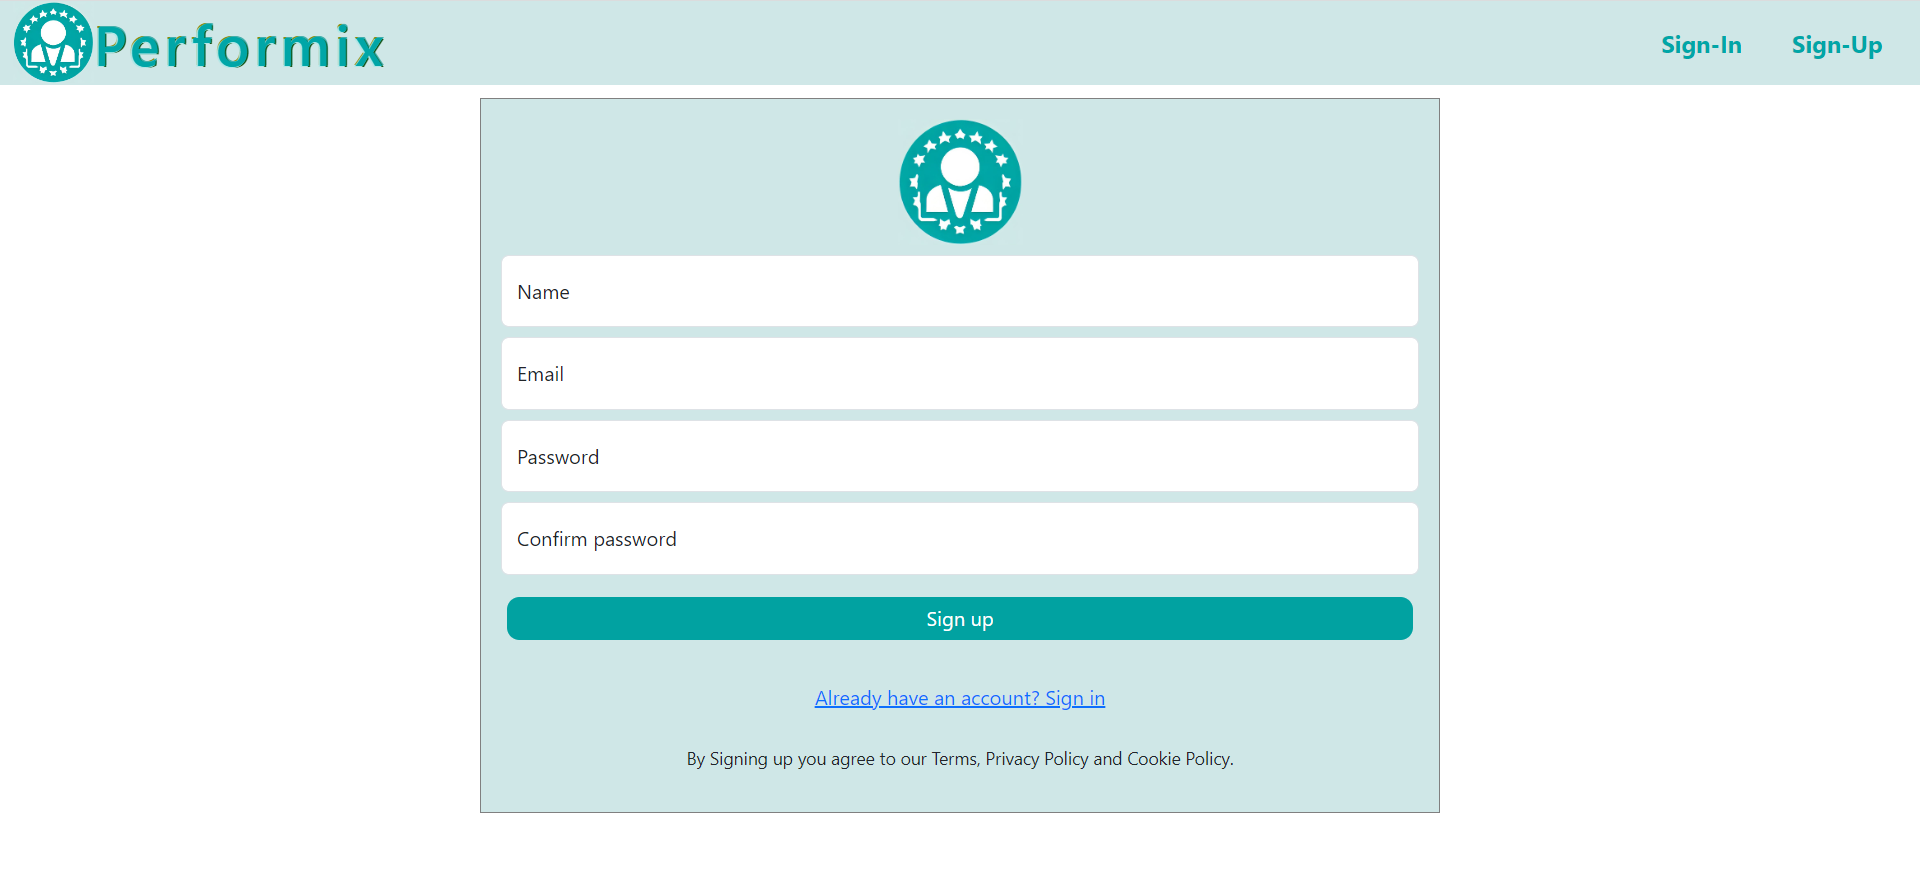 Performix
Sign-In
Sign-Up
Name
Email
Password
Confirm password
Sign up
Already have an account? Sign in
By Signing up you agree to our Terms, Privacy Policy and Cookie Policy.